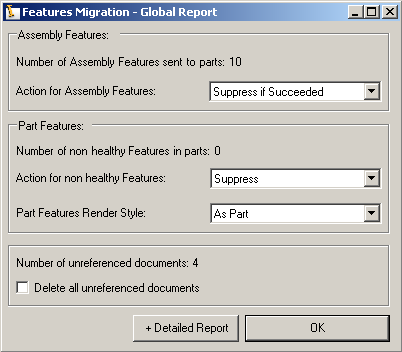 Features Migration - Global Report
Assembly Features:
Number of Assembly Features sent to parts: 10
Action for Assembly Features: Suppress if Succeeded
Part Features:
Number of non healthy Features in parts: 0
Action for non healthy Features: Suppress
Part Features Render Style: As Part
Number of unreferenced documents: 4
Delete all unreferenced documents
+ Detailed Report OK